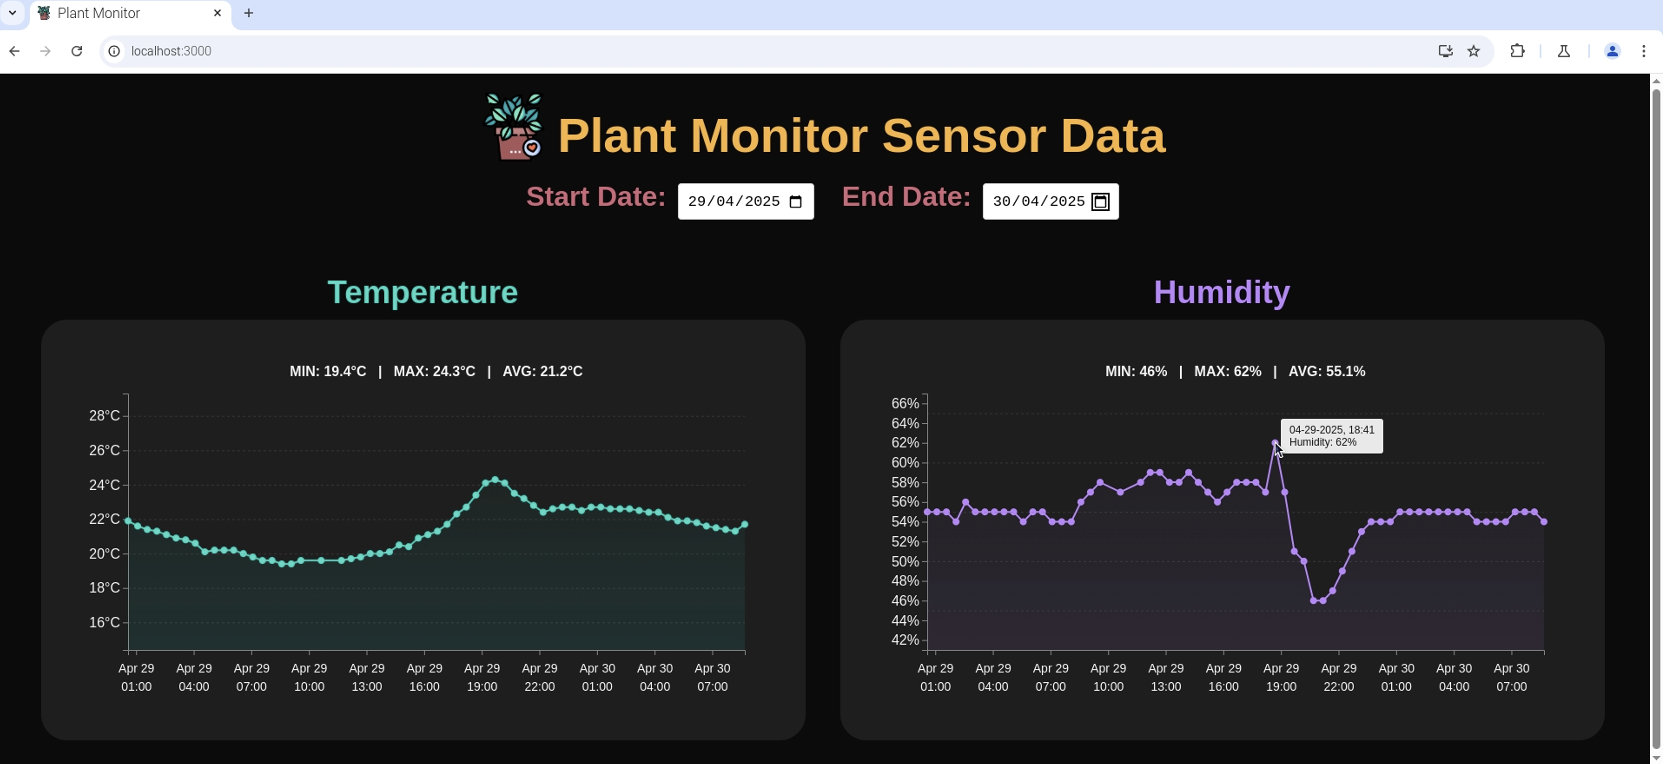 Plant Monitor
localhost:3000
... Plant Monitor Sensor Data
Start Date: 29/04/2025 End Date: 30/04/2025
Temperature
MIN: 19.4°C | MAX: 24.3°C | AVG: 21.2°C
28°C
26°C
24°C
22°C
20°C
18°C
16°C
Apr 29 Apr 29 Apr 29 Apr 29 Apr 29 Apr 29 Apr 29 Apr 29 Apr 30 Apr 30 Apr 30
01:00 04:00 07:00 10:00 13:00 16:00 19:00 22:00 01:00 04:00 07:00
Humidity
MIN: 46% | MAX: 62% | AVG: 55.1%
66%
64%
62%
60%
58%
56%
54%
52%
50%
48%
46%
44%
42%
04-29-2025, 18:41
Humidity: 62%
Apr 29 Apr 29 Apr 29 Apr 29 Apr 29 Apr 29 Apr 29 Apr 29 Apr 30 Apr 30 Apr 30
01:00 04:00 07:00 10:00 13:00 16:00 19:00 22:00 01:00 04:00 07:00